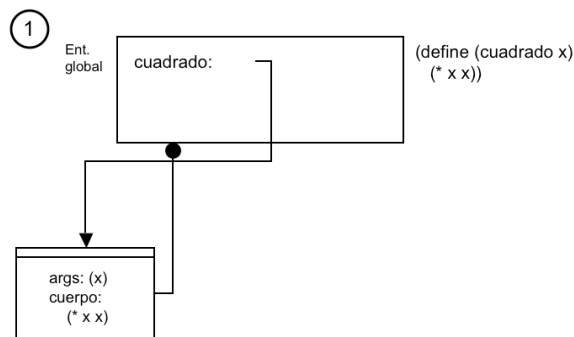 1
Ent.
global
cuadrado:
(define (cuadrado x)
(* x x))
args: (x)
cuerpo:
(* x x)